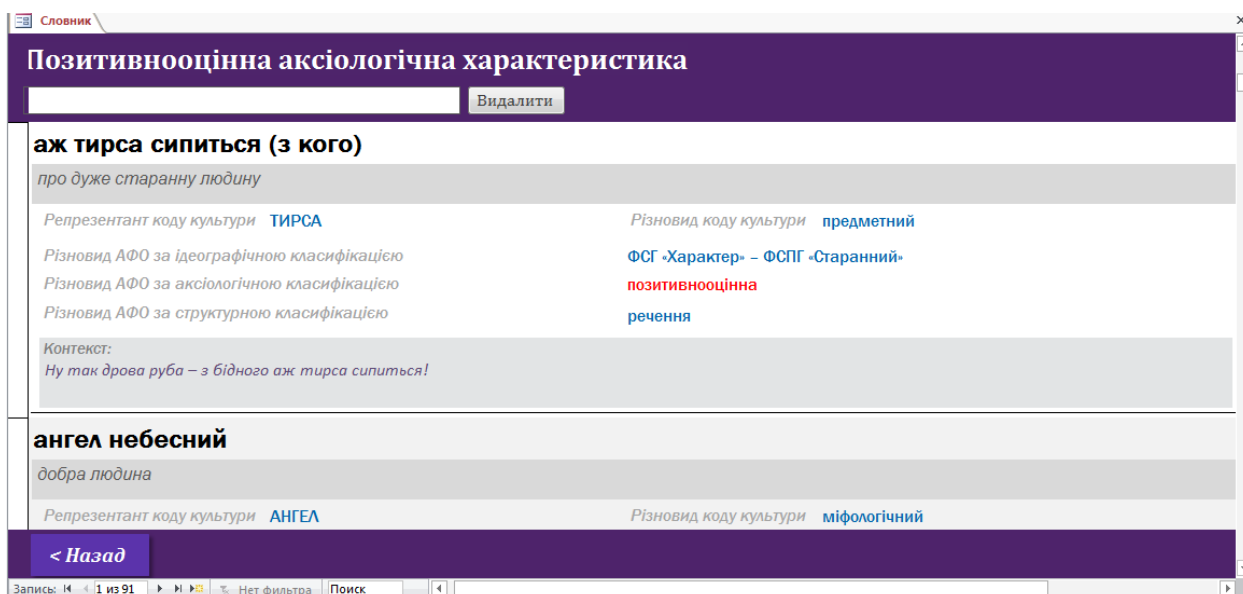 Словник
Позитивнооцінна аксіологічна характеристика
Видалити
аж тирса сипиться (з кого)
про дуже старанну людину
Репрезентант коду культури ТИРСА Різновид коду культури предметний
Різновид АФО за ідеографічною класифікацією ФСГ «Характер» – ФСПГ «Старанний»
Різновид АФО за аксіологічною класифікацією позитивнооцінна
Різновид АФО за структурною класифікацією речення
Контекст:
Ну так дрова руба – з бідного аж тирса сипиться!
ангел небесний
добра людина
Репрезентант коду культури АНГЕЛ Різновид коду культури міфологічний
< Назад
Запись: 1 из 91 Нет фильтра Поиск